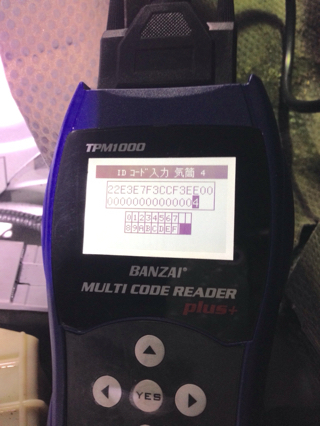 TPM1000
IDコード入力 気筒 4
22E3E7F3CCF3EE00
00000000000000004
01234567
89ABCDEF
BANZAI®
MULTI CODE READER
plus+
YES